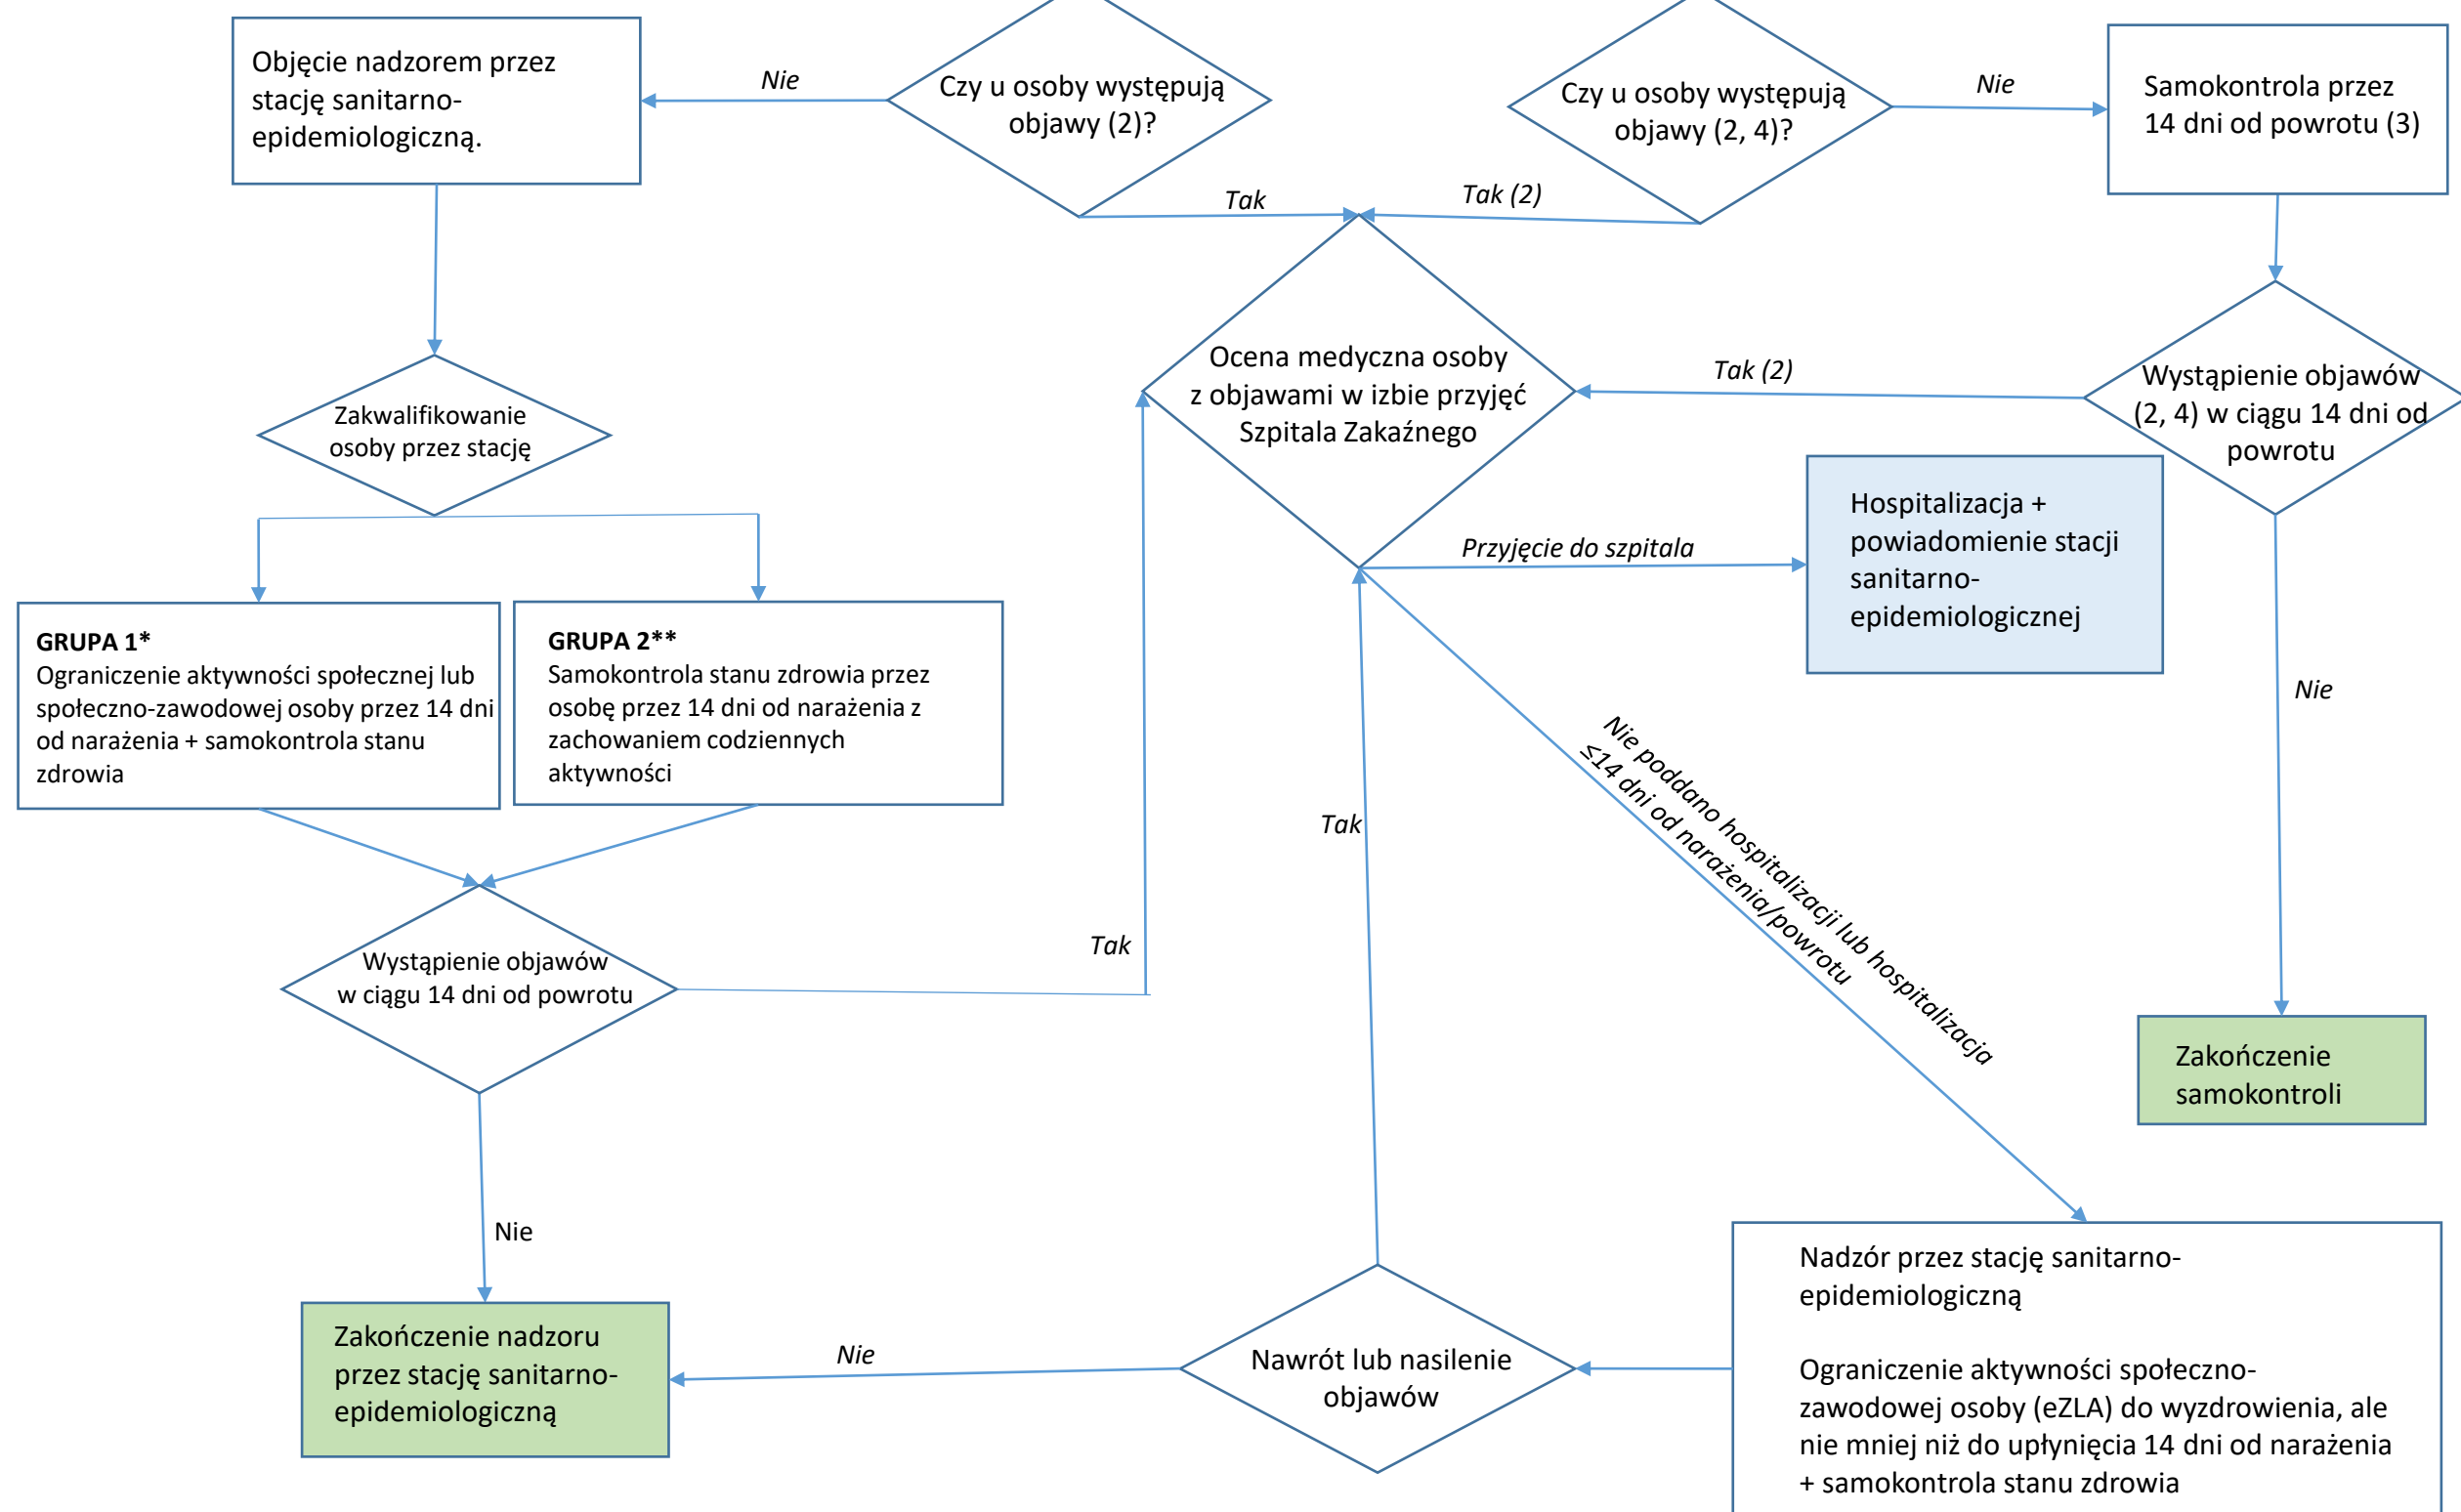 Objęcie nadzorem przez
stację sanitarno-
epidemiologiczną.
Nie
Czy u osoby występują
objawy (2)?
Czy u osoby występują
objawy (2, 4)?
Nie
Samokontrola przez
14 dni od powrotu (3)
Tak
Tak (2)
Zakwalifikowanie
osoby przez stację
Ocena medyczna osoby
z objawami w izbie przyjęć
Szpitala Zakaźnego
Tak (2)
Wystąpienie objawów
(2, 4) w ciągu 14 dni od
powrotu
Przyjęcie do szpitala
Hospitalizacja +
powiadomienie stacji
sanitarno-
epidemiologicznej
GRUPA 1*
Ograniczenie aktywności społecznej lub
społeczno-zawodowej osoby przez 14 dni
od narażenia + samokontrola stanu
zdrowia
GRUPA 2**
Samokontrola stanu zdrowia przez
osobę przez 14 dni od narażenia z
zachowaniem codziennych
aktywności
Nie
Nie poddano hospitalizacji lub hospitalizacja
≤14 dni od narażenia/powrotu
Tak
Tak
Wystąpienie objawów
w ciągu 14 dni od powrotu
Zakończenie
samokontroli
Nie
Zakończenie nadzoru
przez stację sanitarno-
epidemiologiczną
Nie
Nawrót lub nasilenie
objawów
Nadzór przez stację sanitarno-
epidemiologiczną
Ograniczenie aktywności społeczno-
zawodowej osoby (eZLA) do wyzdrowienia, ale
nie mniej niż do upłynięcia 14 dni od narażenia
+ samokontrola stanu zdrowia